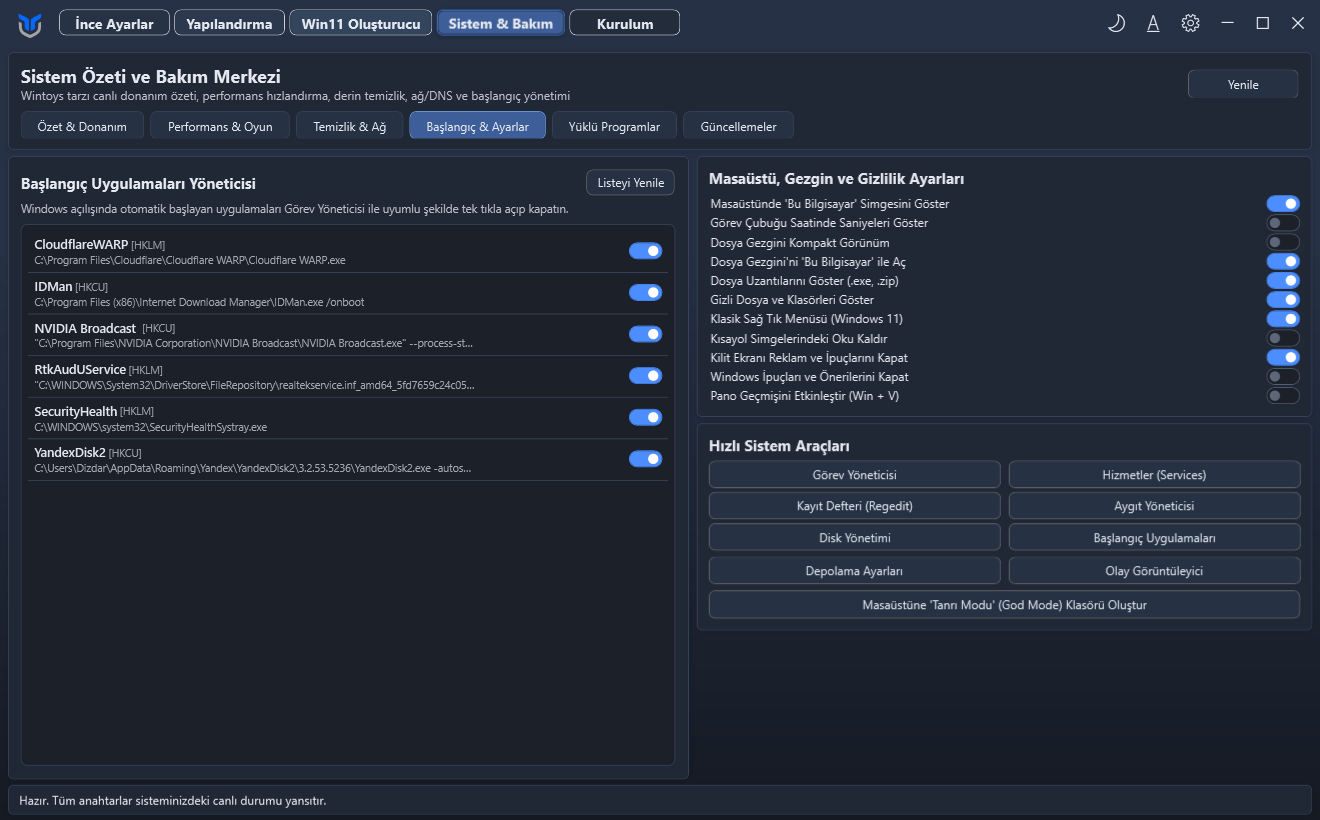 İnce Ayarlar
Yapılandırma
Win11 Oluşturucu
Sistem & Bakım
Kurulum
Sistem Özeti ve Bakım Merkezi
Wintoys tarzı canlı donanım özeti, performans hızlandırma, derin temizlik, ağ/DNS ve başlangıç yönetimi
Yenile
Özet & Donanım
Performans & Oyun
Temizlik & Ağ
Başlangıç & Ayarlar
Yüklü Programlar
Güncellemeler
Başlangıç Uygulamaları Yöneticisi
Listeyi Yenile
Windows açılışında otomatik başlayan uygulamaları Görev Yöneticisi ile uyumlu şekilde tek tıkla açıp kapatın.
CloudflareWARP [HKLM]
C:\Program Files\Cloudflare\Cloudflare WARP\Cloudflare WARP.exe
IDMan [HKCU]
C:\Program Files (x86)\Internet Download Manager\IDMan.exe /onboot
NVIDIA Broadcast [HKCU]
"C:\Program Files\NVIDIA Corporation\NVIDIA Broadcast\NVIDIA Broadcast.exe" --process-st...
RtkAudUService [HKLM]
"C:\WINDOWS\System32\DriverStore\FileRepository\realtekservice.inf_amd64_5fd7659c24c05...
SecurityHealth [HKLM]
C:\WINDOWS\system32\SecurityHealthSystray.exe
YandexDisk2 [HKCU]
C:\Users\Dizdar\AppData\Roaming\Yandex\YandexDisk2\3.2.53.5236\YandexDisk2.exe -autos...
Masaüstü, Gezgin ve Gizlilik Ayarları
Masaüstünde 'Bu Bilgisayar' Simgesini Göster
Görev Çubuğu Saatinde Saniyeleri Göster
Dosya Gezgini Kompakt Görünüm
Dosya Gezgini'ni 'Bu Bilgisayar' ile Aç
Dosya Uzantılarını Göster (.exe, .zip)
Gizli Dosya ve Klasörleri Göster
Klasik Sağ Tık Menüsü (Windows 11)
Kısayol Simgelerindeki Oku Kaldır
Kilit Ekranı Reklam ve İpuçlarını Kapat
Windows İpuçları ve Önerilerini Kapat
Pano Geçmişini Etkinleştir (Win + V)
Hızlı Sistem Araçları
Görev Yöneticisi
Hizmetler (Services)
Kayıt Defteri (Regedit)
Aygıt Yöneticisi
Disk Yönetimi
Başlangıç Uygulamaları
Depolama Ayarları
Olay Görüntüleyici
Masaüstüne 'Tanrı Modu' (God Mode) Klasörü Oluştur
Hazır. Tüm anahtarlar sisteminizdeki canlı durumu yansıtır.